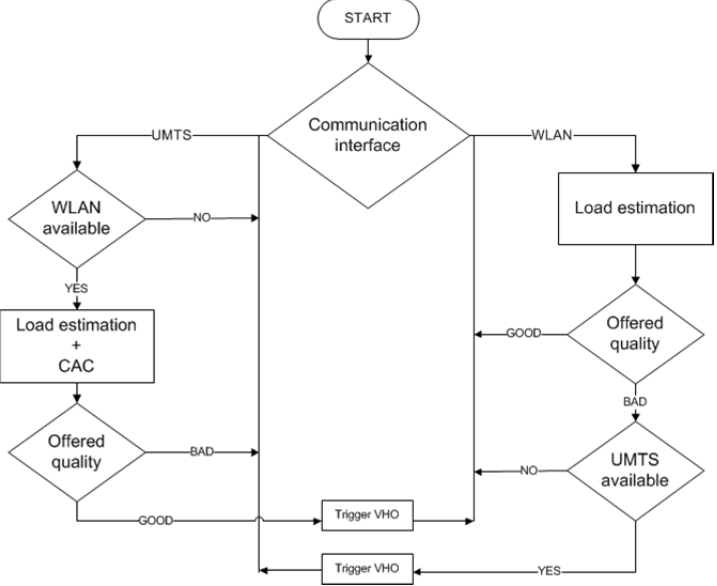 START
Communication
interface
UMTS
WLAN
WLAN
available
NO
YES
Load estimation
+
CAC
Offered
quality
BAD
GOOD
Trigger VHO
Load estimation
Offered
quality
GOOD
BAD
UMTS
available
NO
YES
Trigger VHO